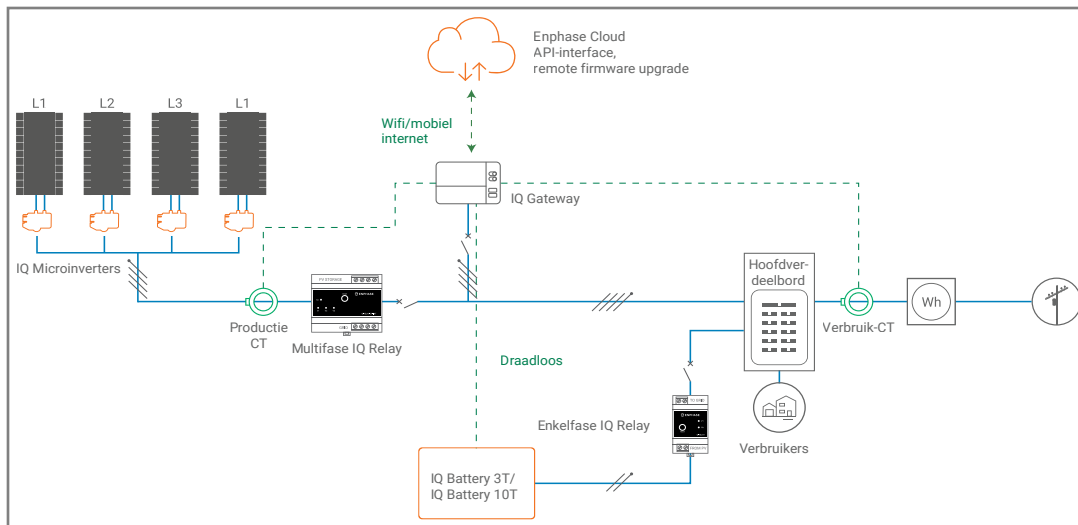 Enphase Cloud
API-interface,
remote firmware upgrade
L1
L2
L3
L1
Wifi/mobiel
internet
IQ Gateway
IQ Microinverters
Hoofdver-
deelbord
Wh
Productie
CT
ENPHASE
Multifase IQ Relay
Verbruik-CT
Draadloos
ENPHASE
Enkelfase IQ Relay
Verbruikers
IQ Battery 3T/
IQ Battery 10T